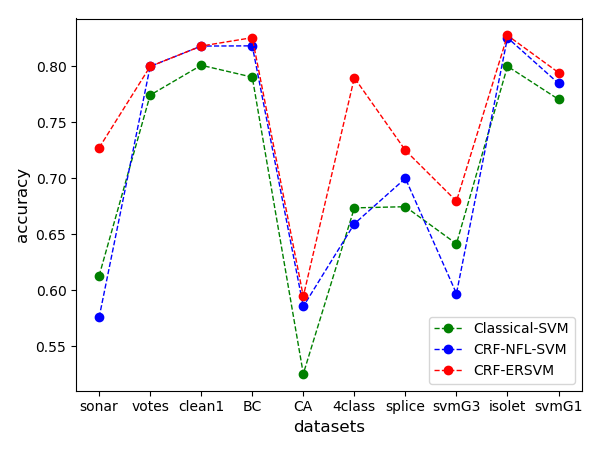 accuracy
0.80
0.75
0.70
0.65
0.60
0.55
Classical-SVM
CRF-NFL-SVM
CRF-ERSVM
sonar votes clean1 BC CA 4class splice svmG3 isolet svmG1
datasets